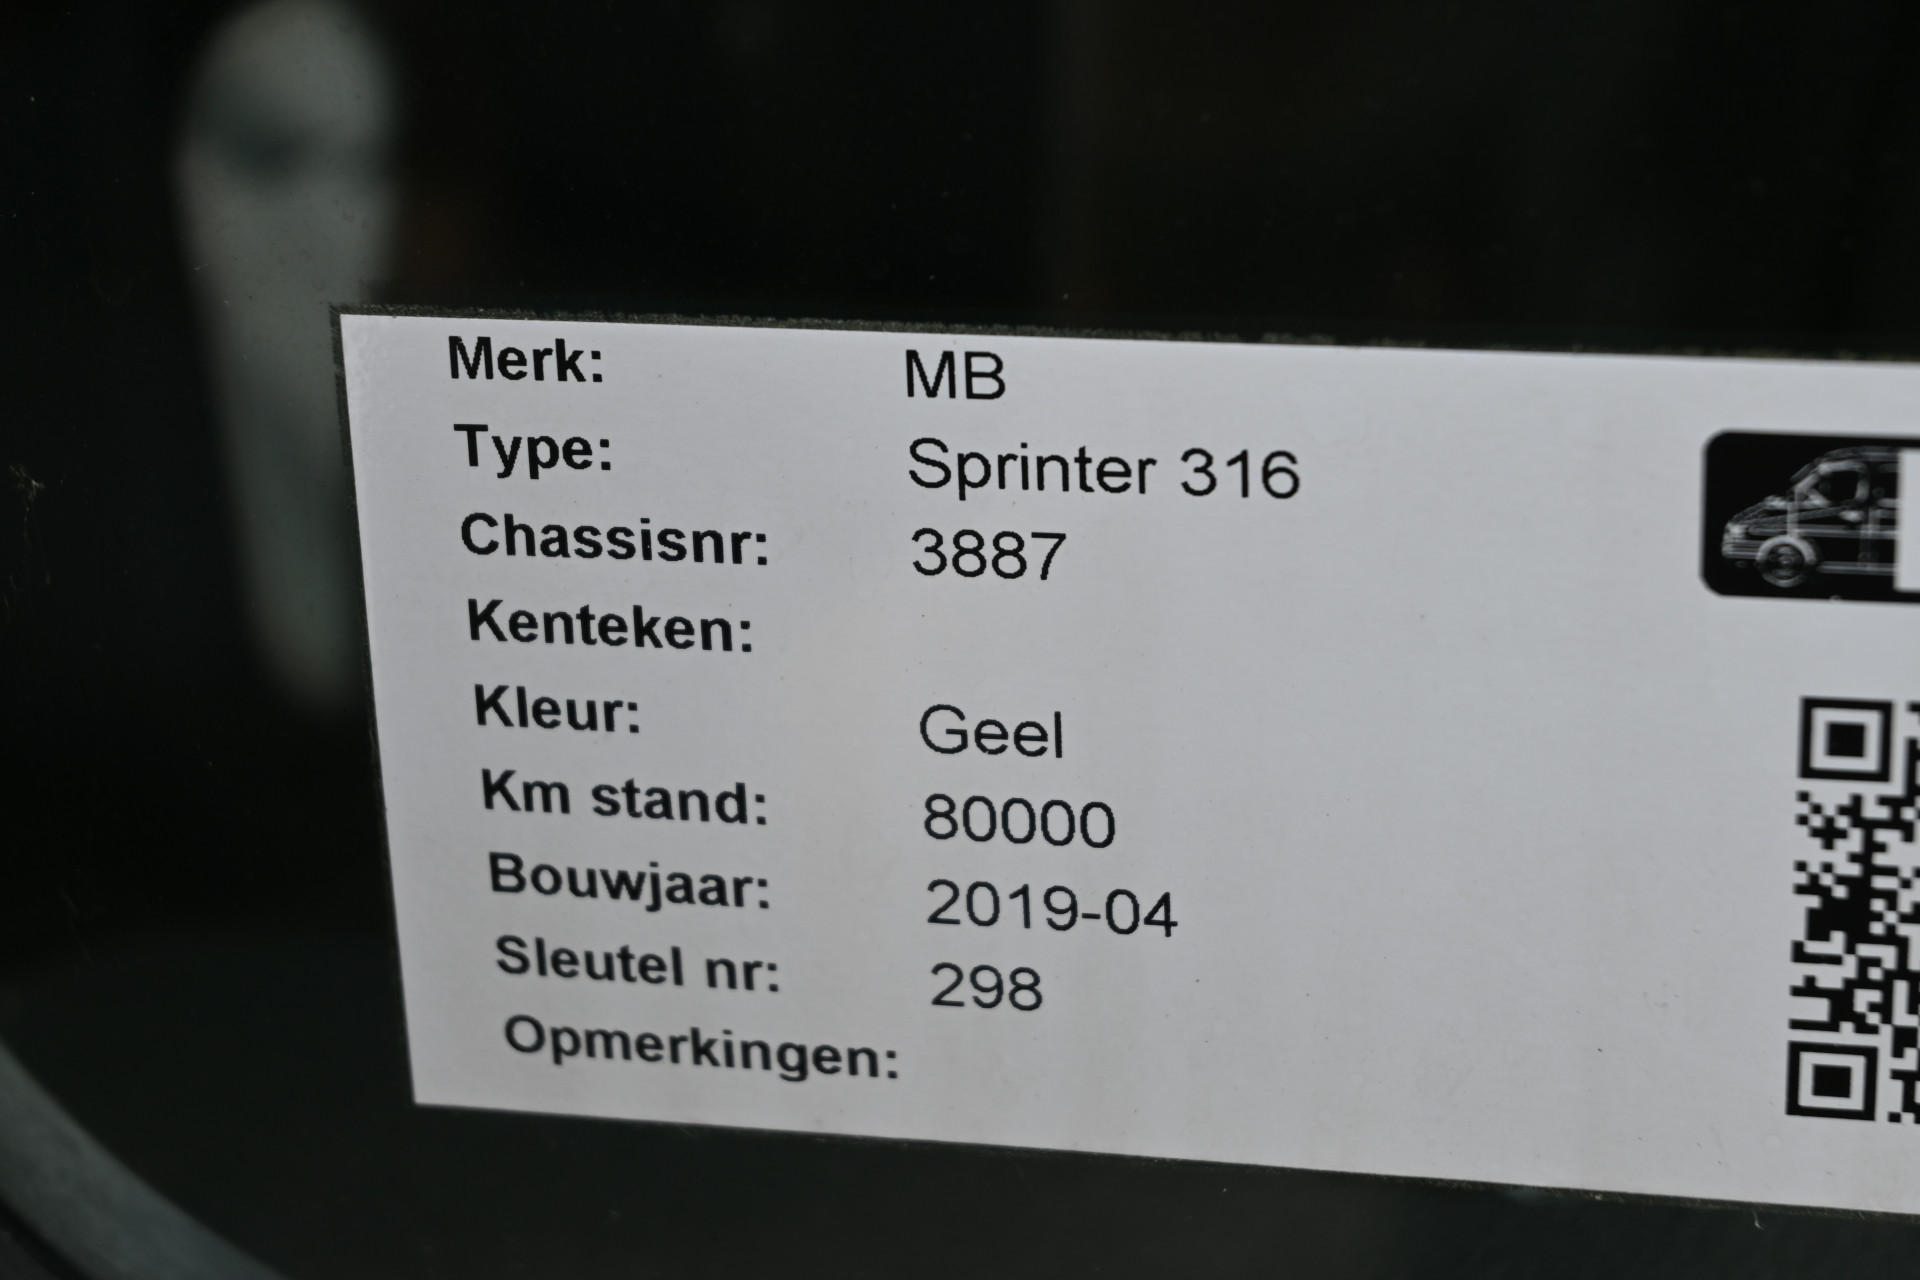 Merk: MB
Type: Sprinter 316
Chassisnr: 3887
Kenteken:
Kleur: Geel
Km stand: 80000
Bouwjaar: 2019-04
Sleutel nr: 298
Opmerkingen: